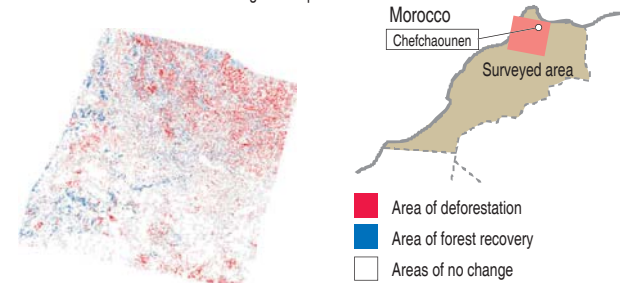 Morocco
Chefchaounen
Surveyed area
Area of deforestation
Area of forest recovery
Areas of no change